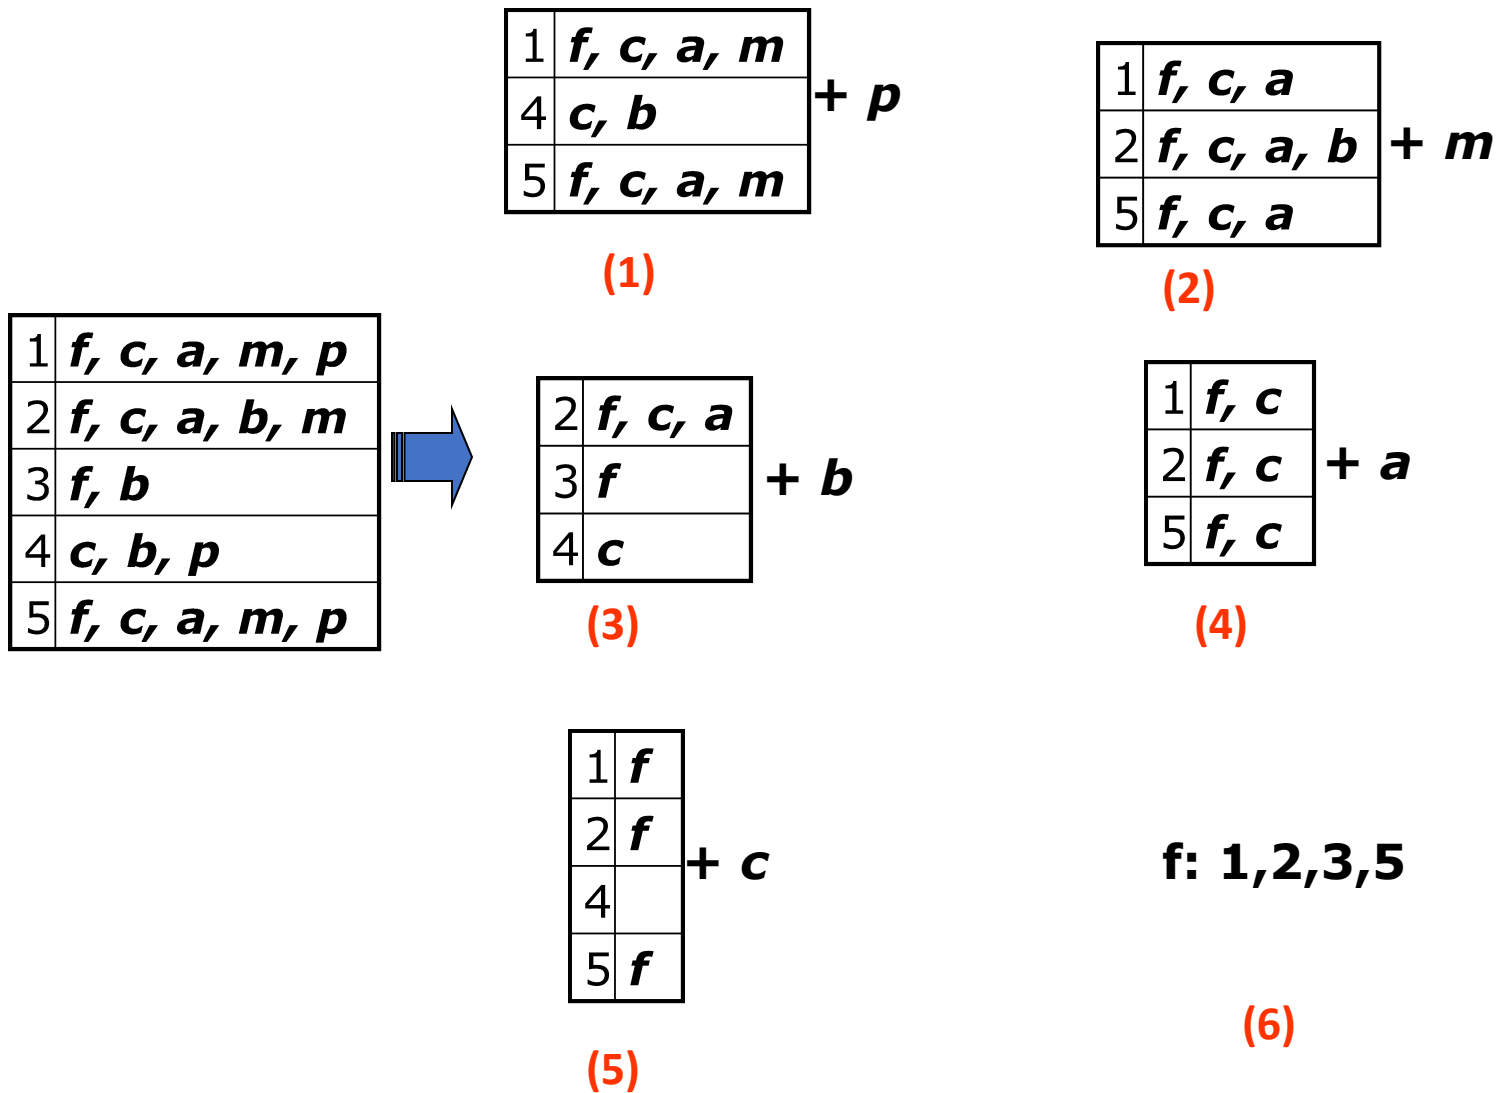 1 f, c, a, m
4 c, b
5 f, c, a, m
+ p
(1)
1 f, c, a
2 f, c, a, b
5 f, c, a
+ m
(2)
1 f, c, a, m, p
2 f, c, a, b, m
3 f, b
4 c, b, p
5 f, c, a, m, p
2 f, c, a
3 f
4 c
+ b
(3)
1 f, c
2 f, c
5 f, c
+ a
(4)
1 f
2 f
4
5 f
+ c
(5)
f: 1,2,3,5
(6)